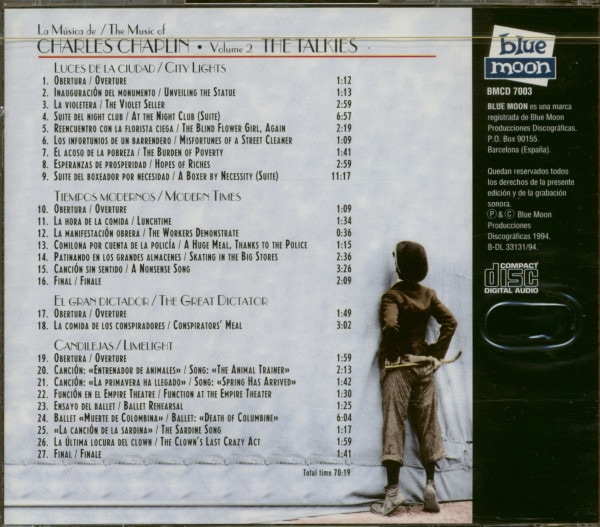 La Música de / The Music of
CHARLES CHAPLIN • Volume 2 THE TALKIES
LUCES DE LA CIUDAD / CITY LIGHTS
1. OBERTURA / OVERTURE 1:12
2. INAUGURACIÓN DEL MONUMENTO / UNVEILING THE STATUE 1:13
3. LA VIOLETERA / THE VIOLET SELLER 2:59
4. SUITE DEL NIGHT CLUB / AT THE NIGHT CLUB (SUITE) 6:57
5. REENCUENTRO CON LA FLORISTA CIEGA / THE BLIND FLOWER GIRL, AGAIN 2:19
6. LOS INFORTUNIOS DE UN BARRENDERO / MISFORTUNES OF A STREET CLEANER 1:09
7. EL ACOSO DE LA POBREZA / THE BURDEN OF POVERTY 1:41
8. ESPERANZAS DE PROSPERIDAD / HOPES OF RICHES 2:59
9. SUITE DEL BOXEADOR POR NECESIDAD / A BOXER BY NECESSITY (SUITE) 11:17
TIEMPOS MODERNOS / MODERN TIMES
10. OBERTURA / OVERTURE 1:09
11. LA HORA DE LA COMIDA / LUNCHTIME 1:34
12. LA MANIFESTACIÓN OBRERA / THE WORKERS DEMONSTRATE 0:36
13. COMILONA POR CUENTA DE LA POLICÍA / A HUGE MEAL, THANKS TO THE POLICE 1:15
14. PATINANDO EN LOS GRANDES ALMACENES / SKATING IN THE BIG STORES 2:36
15. CANCIÓN SIN SENTIDO / A NONSENSE SONG 3:26
16. FINAL / FINALE 2:09
EL GRAN DICTADOR / THE GREAT DICTATOR
17. OBERTURA / OVERTURE 1:49
18. LA COMIDA DE LOS CONSPIRADORES / CONSPIRATORS' MEAL 3:02
CANDILEJAS / LIMELIGHT
19. OBERTURA / OVERTURE 1:59
20. CANCIÓN: «ENTRENADOR DE ANIMALES» / SONG: «THE ANIMAL TRAINER» 2:13
21. CANCIÓN: «LA PRIMAVERA HA LLEGADO» / SONG: «SPRING HAS ARRIVED» 1:42
22. FUNCIÓN EN EL EMPIRE THEATRE / FUNCTION AT THE EMPIRE THEATER 1:30
23. ENSAYO DEL BALLET / BALLET REHEARSAL 1:25
24. BALLET «MUERTE DE COLOMBINA» / BALLET: «DEATH OF COLUMBINE» 6:04
25. «LA CANCIÓN DE LA SARDINA» / THE SARDINE SONG 1:17
26. LA ÚLTIMA LOCURA DEL CLOWN / THE CLOWN'S LAST CRAZY ACT 1:59
27. FINAL / FINALE 1:41
Total time 70:19
blue
moon
BMCD 7003
BLUE MOON es una marca
registrada de Blue Moon
Producciones Discográficas.
P.O. Box 90155.
Barcelona (España).
Quedan reservados todos
los derechos de la presente
edición y de la grabación
sonora.
℗ & © Blue Moon
Producciones
Discográficas 1994.
B-DL 33131/94.
COMPACT
disc
DIGITAL AUDIO